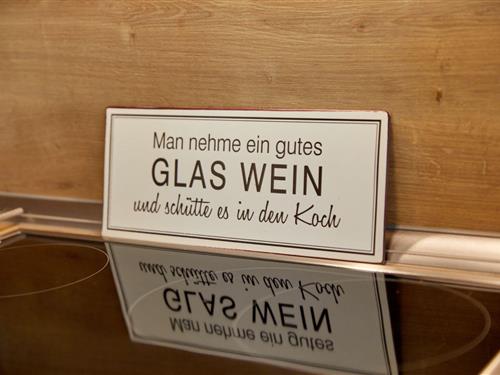 Man nehme ein gutes
GLAS WEIN
und schütte es in den Koch